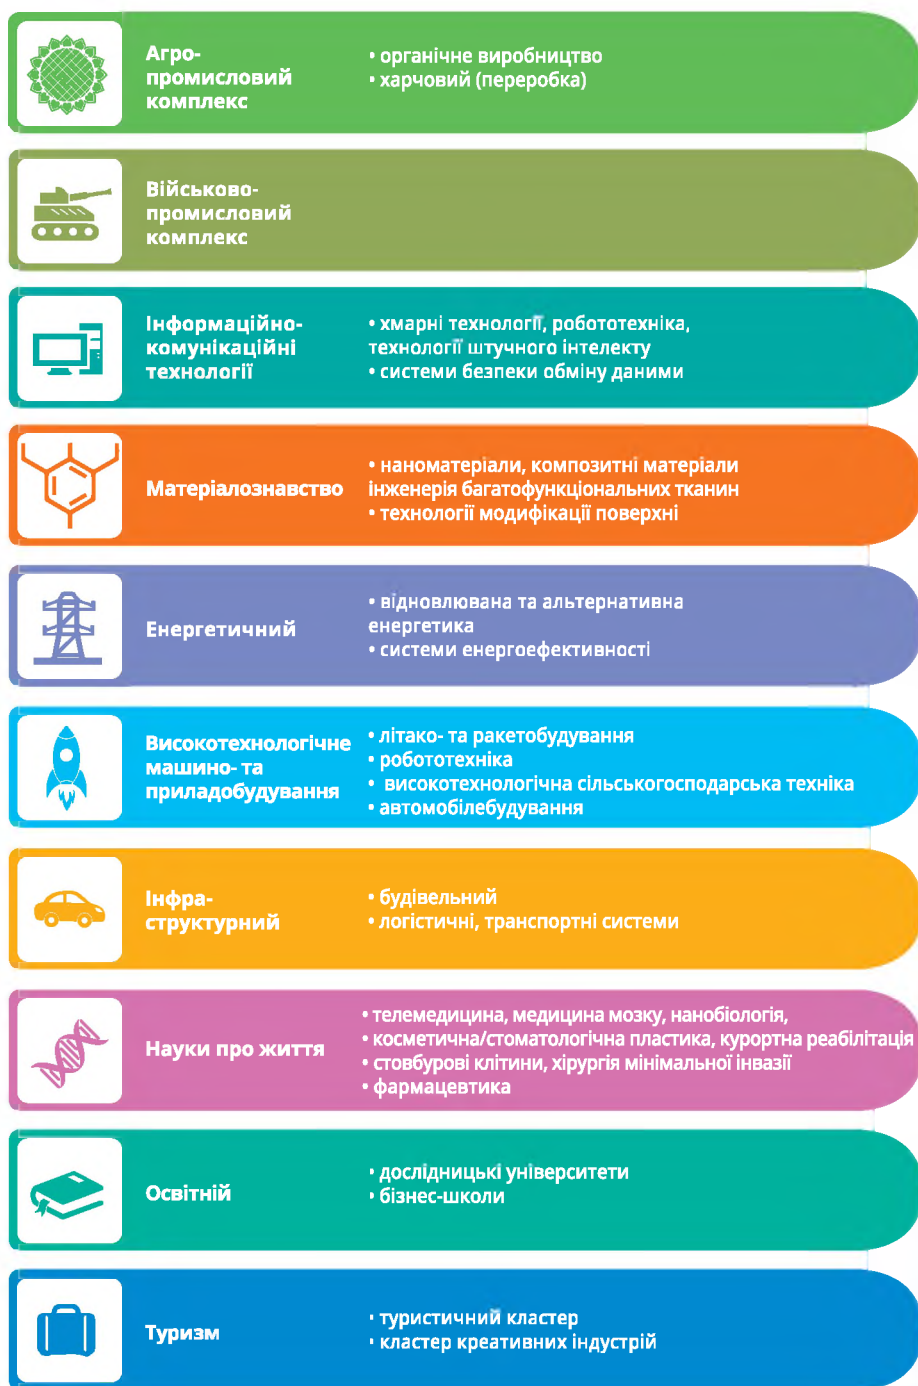 Агро-
промисловий
комплекс
• органічне виробництво
• харчовий (переробка)
Військово-
промисловий
комплекс
Інформаційно-
комунікаційні
технології
• хмарні технології, робототехніка,
технології штучного інтелекту
• системи безпеки обміну даними
Матеріалознавство
• наноматеріали, композитні матеріали
інженерія багатофункціональних тканин
• технології модифікації поверхні
Енергетичний
• відновлювана та альтернативна
енергетика
• системи енергоефективності
Високотехнологічне
машино- та
приладобудування
• літако- та ракетобудування
• робототехніка
• високотехнологічна сільськогосподарська техніка
• автомобілебудування
Інфра-
структурний
• будівельний
• логістичні, транспортні системи
Науки про життя
• телемедицина, медицина мозку, нанобіологія,
• косметична/стоматологічна пластика, курортна реабілітація
• стовбурові клітини, хірургія мінімальної інвазії
• фармацевтика
Освітній
• дослідницькі університети
• бізнес-школи
Туризм
• туристичний кластер
• кластер креативних індустрій